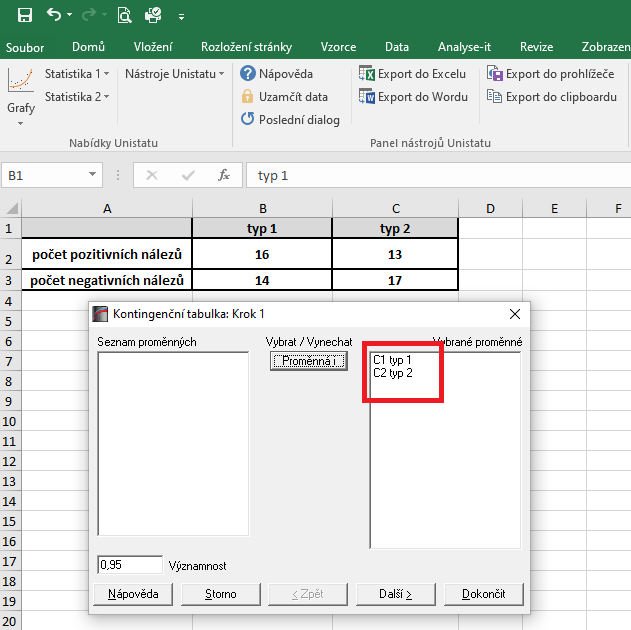 Soubor Domů Vložení Rozložení stránky Vzorce Data Analyse-it Revize Zobrazen
Grafy
Statistika 1
Statistika 2
Nástroje Unistatu
Nabídky Unistatu
Nápověda
Uzamčít data
Poslední dialog
Export do Excelu
Export do Wordu
Export do prohlížeče
Export do clipboardu
Panel nástrojů Unistatu
B1 fx typ 1
A B C D E F
1 typ 1 typ 2
2 počet pozitivních nálezů 16 13
3 počet negativních nálezů 14 17
4
5
6
7
8
9
10
11
12
13
14
15
16
17
18
19
20
Kontingenční tabulka: Krok 1
Seznam proměnných Vybrat / Vynechat Vybrané proměnné
Proměnná
C1 typ 1
C2 typ 2
0,95 Významnost
Nápověda Storno < Zpět Další > Dokončit